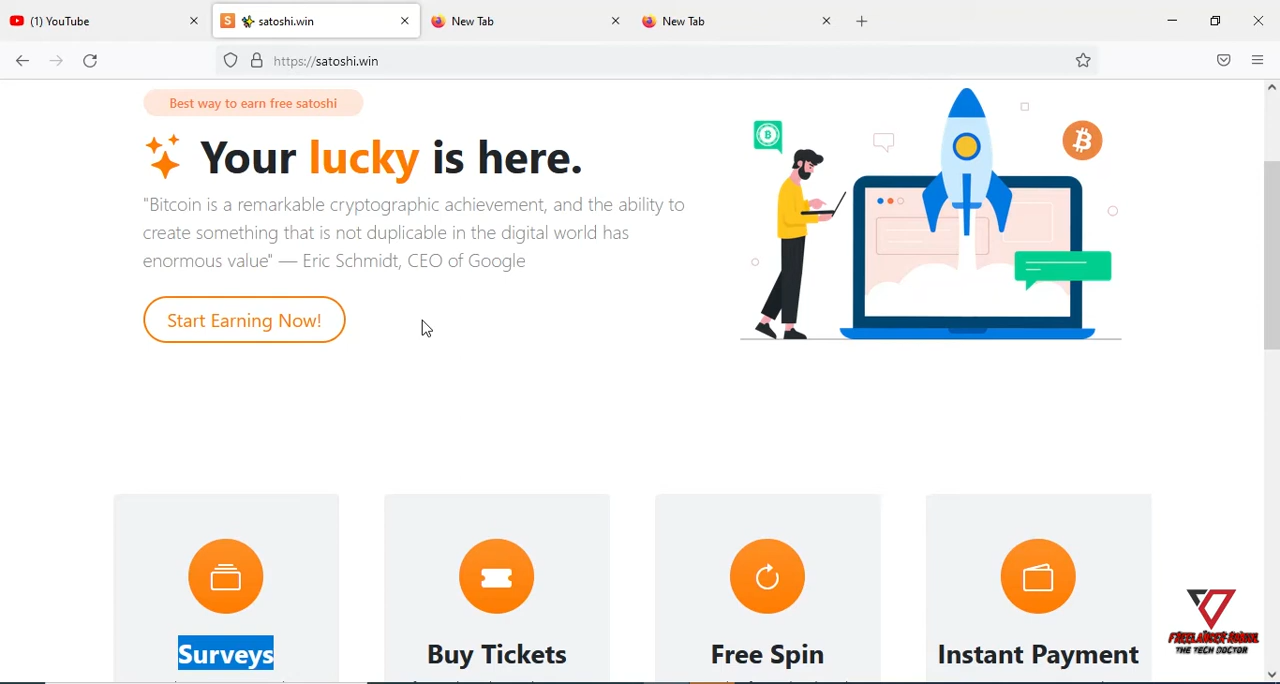 (1) YouTube
satoshi.win
New Tab
New Tab
https://satoshi.win
Best way to earn free satoshi
Your lucky is here.
"Bitcoin is a remarkable cryptographic achievement, and the ability to
create something that is not duplicable in the digital world has
enormous value" — Eric Schmidt, CEO of Google
Start Earning Now!
Surveys
Buy Tickets
Free Spin
Instant Payment
THE TECH DOCTOR